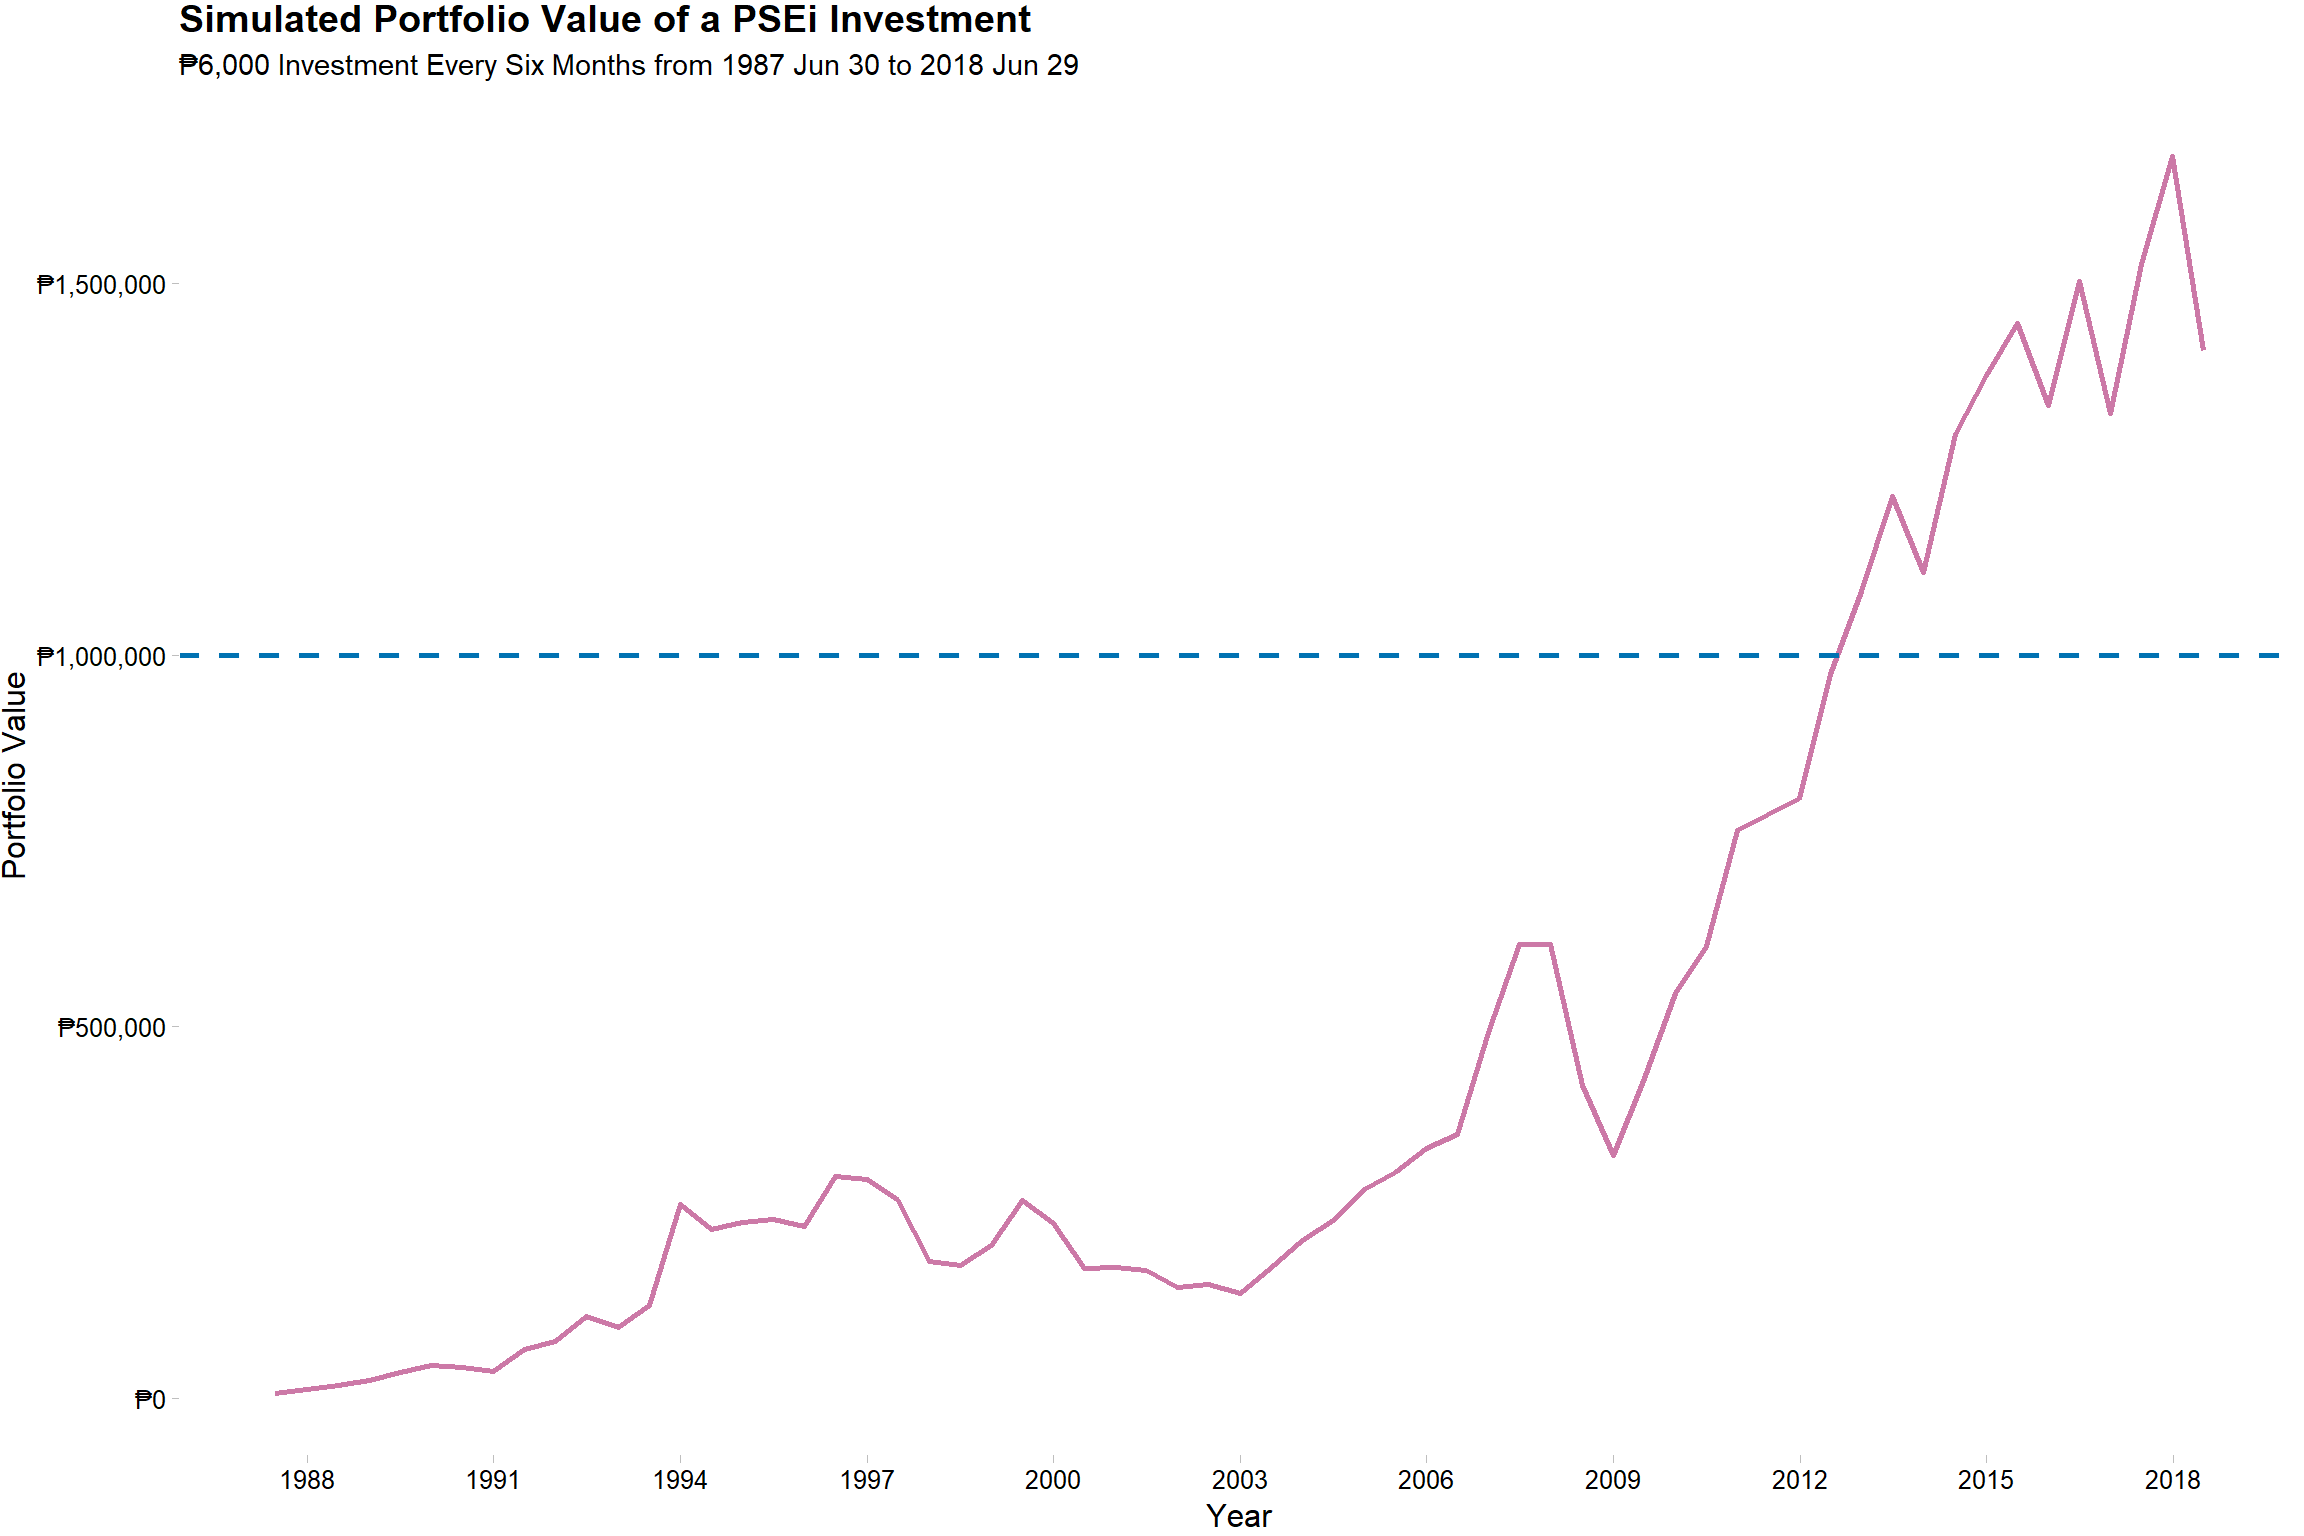 Simulated Portfolio Value of a PSEi Investment
₱6,000 Investment Every Six Months from 1987 Jun 30 to 2018 Jun 29
₱1,500,000
₱1,000,000
₱500,000
₱0
Portfolio Value
1988 1991 1994 1997 2000 2003 2006 2009 2012 2015 2018
Year